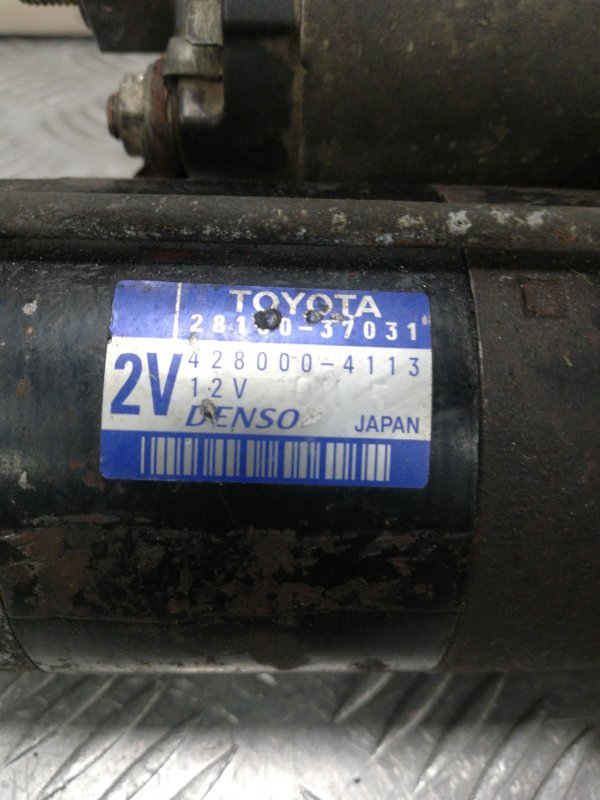 TOYOTA
28100-37031
2V
428000-4113
12V
DENSO JAPAN